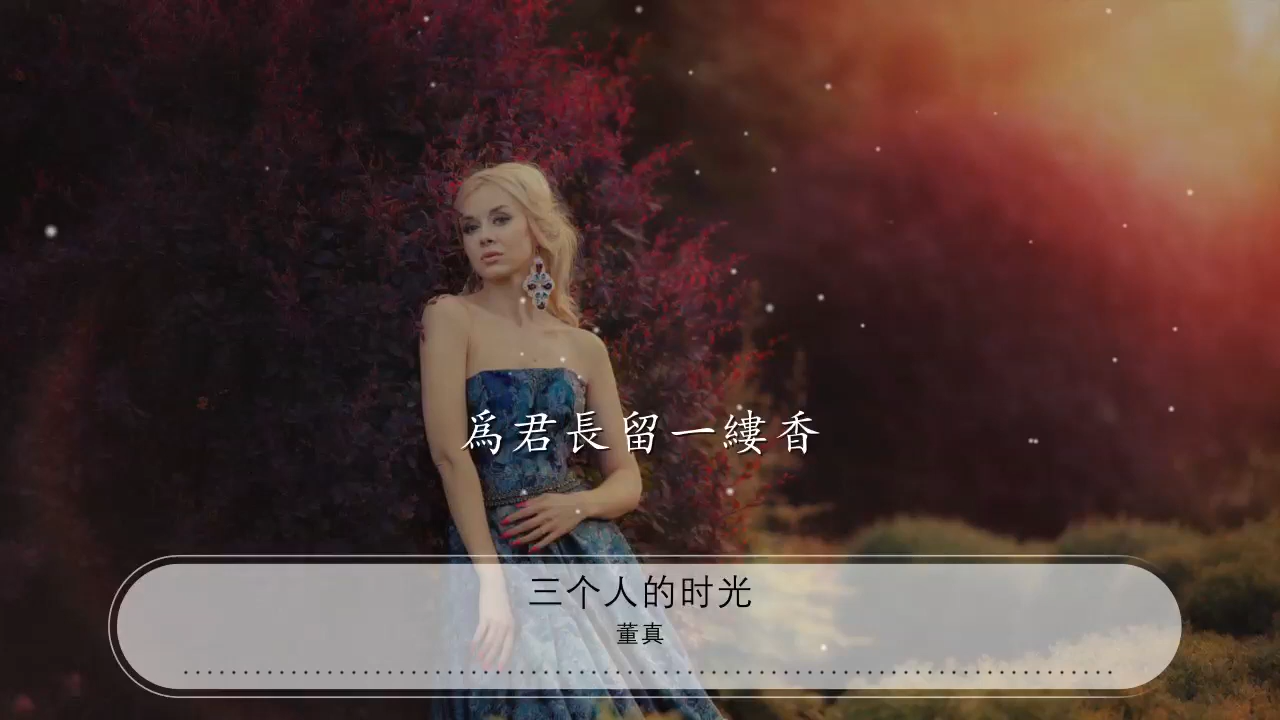 爲君長留一縷香
三个人的时光
董真